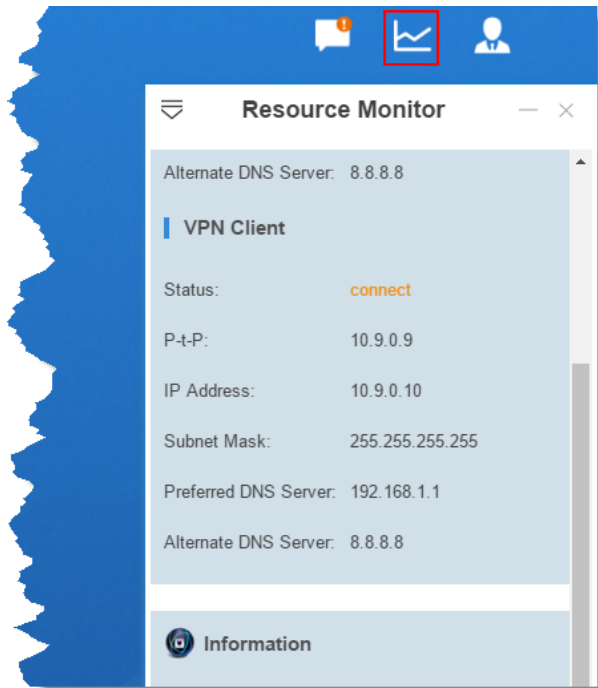 Resource Monitor
Alternate DNS Server: 8.8.8.8
VPN Client
Status: connect
P-t-P: 10.9.0.9
IP Address: 10.9.0.10
Subnet Mask: 255.255.255.255
Preferred DNS Server: 192.168.1.1
Alternate DNS Server: 8.8.8.8
Information